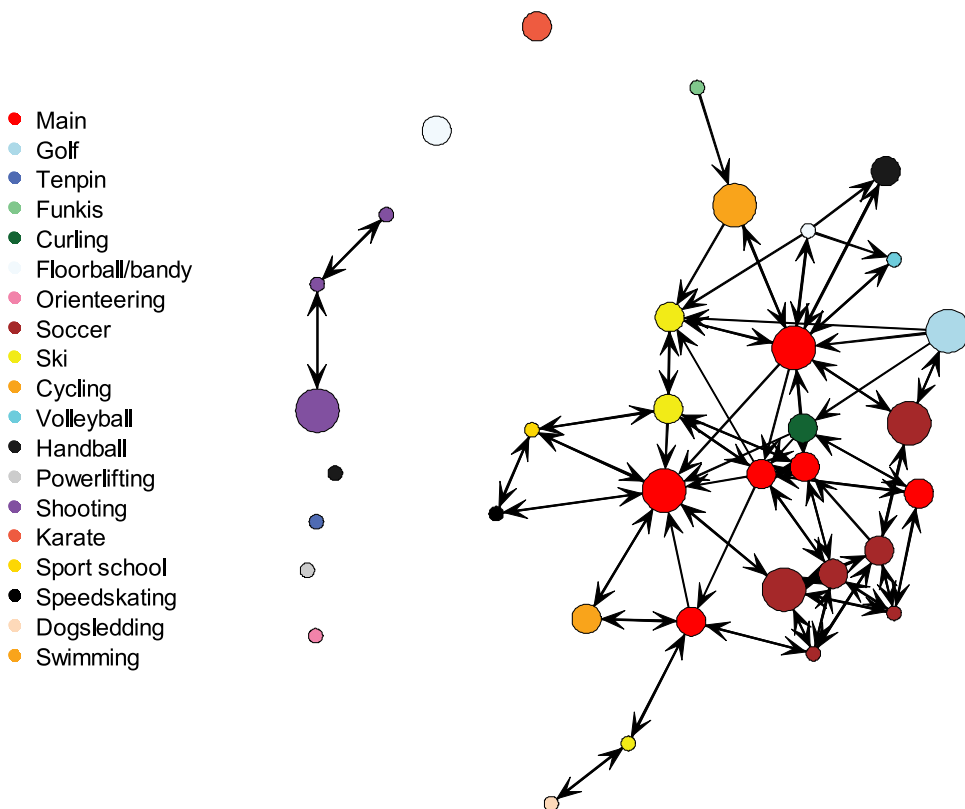 Main
Golf
Tenpin
Funkis
Curling
Floorball/bandy
Orienteering
Soccer
Ski
Cycling
Volleyball
Handball
Powerlifting
Shooting
Karate
Sport school
Speedskating
Dogsledding
Swimming